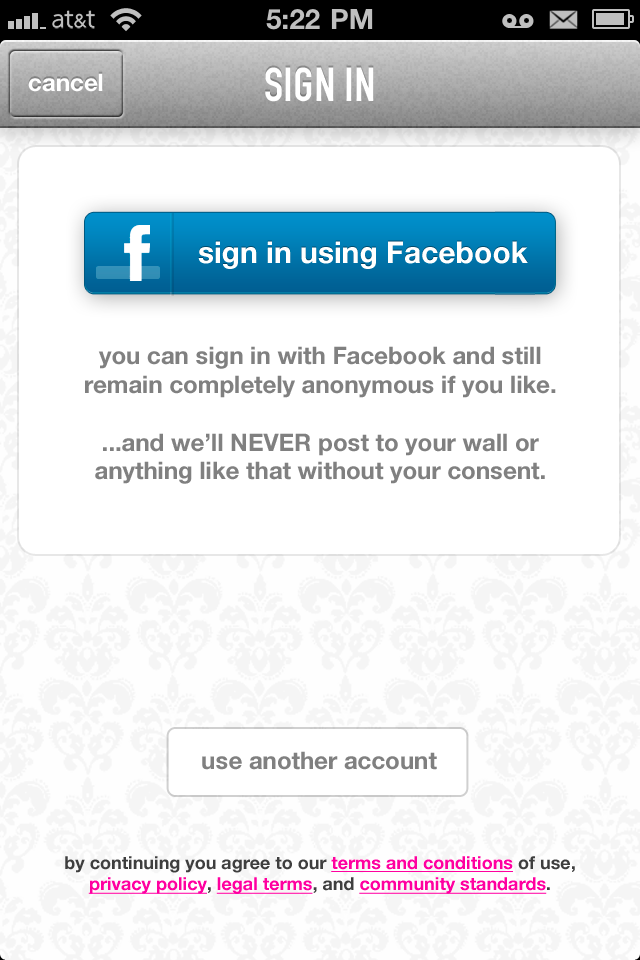 at&t 5:22 PM
cancel SIGN IN
f sign in using Facebook
you can sign in with Facebook and still
remain completely anonymous if you like.
...and we’ll NEVER post to your wall or
anything like that without your consent.
use another account
by continuing you agree to our terms and conditions of use,
privacy policy, legal terms, and community standards.